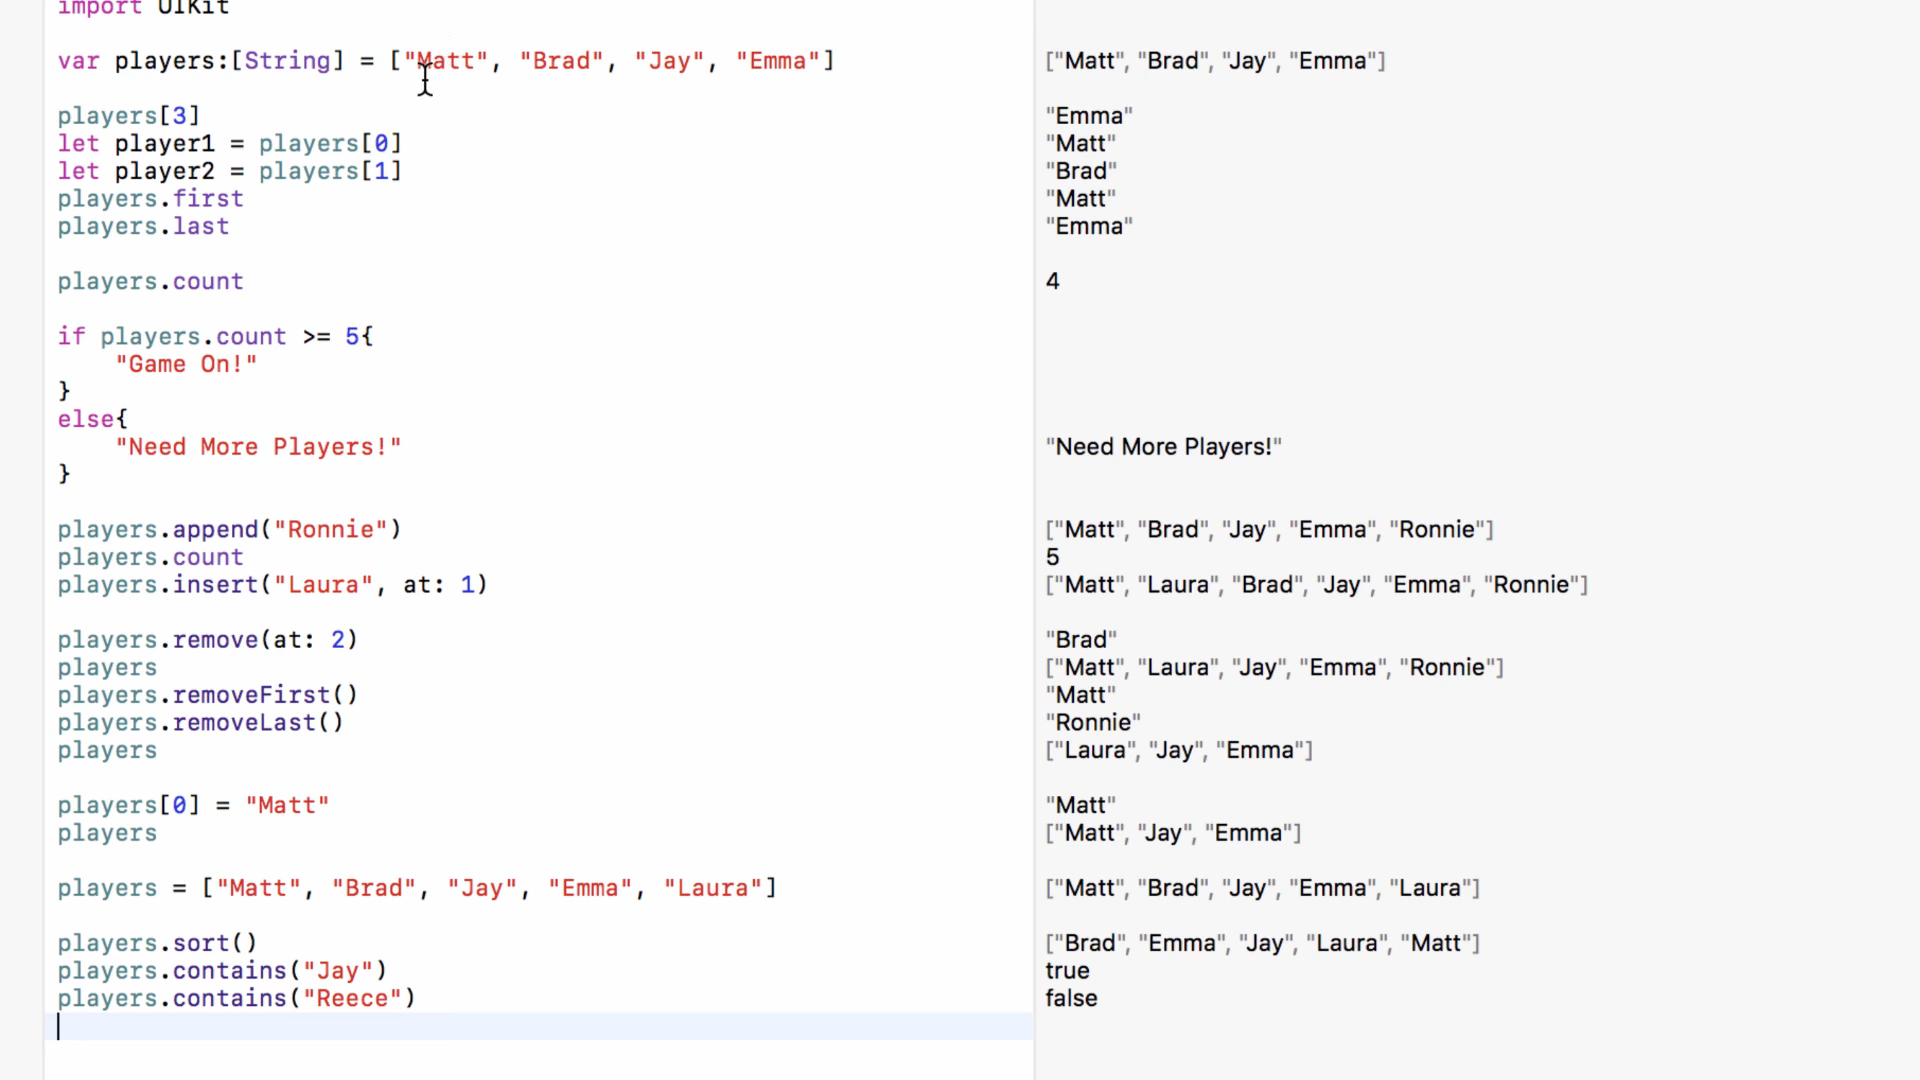 import UIKit
var players:[String] = ["Matt", "Brad", "Jay", "Emma"]
["Matt", "Brad", "Jay", "Emma"]
players[3]
"Emma"
let player1 = players[0]
"Matt"
let player2 = players[1]
"Brad"
players.first
"Matt"
players.last
"Emma"
players.count
4
if players.count >= 5{
"Game On!"
}
else{
"Need More Players!"
"Need More Players!"
}
players.append("Ronnie")
["Matt", "Brad", "Jay", "Emma", "Ronnie"]
players.count
5
players.insert("Laura", at: 1)
["Matt", "Laura", "Brad", "Jay", "Emma", "Ronnie"]
players.remove(at: 2)
"Brad"
players
["Matt", "Laura", "Jay", "Emma", "Ronnie"]
players.removeFirst()
"Matt"
players.removeLast()
"Ronnie"
players
["Laura", "Jay", "Emma"]
players[0] = "Matt"
"Matt"
players
["Matt", "Jay", "Emma"]
players = ["Matt", "Brad", "Jay", "Emma", "Laura"]
["Matt", "Brad", "Jay", "Emma", "Laura"]
players.sort()
["Brad", "Emma", "Jay", "Laura", "Matt"]
players.contains("Jay")
true
players.contains("Reece")
false